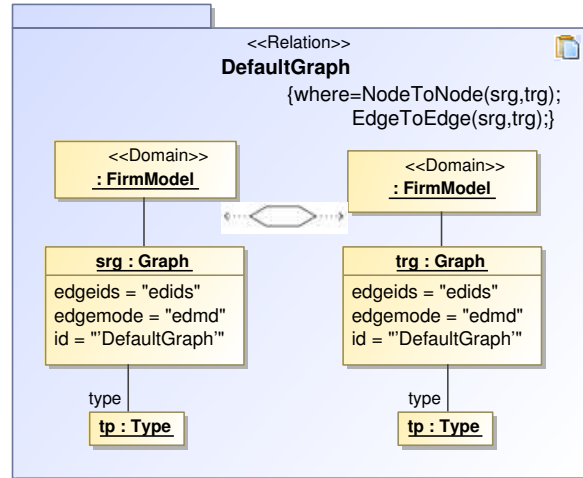 <<Relation>>
DefaultGraph
{where=NodeToNode(srg,trg);
EdgeToEdge(srg,trg);}
<<Domain>>
: FirmModel
srg : Graph
edgeids = "edids"
edgemode = "edmd"
id = "'DefaultGraph'"
type
tp : Type
<<Domain>>
: FirmModel
trg : Graph
edgeids = "edids"
edgemode = "edmd"
id = "'DefaultGraph'"
type
tp : Type